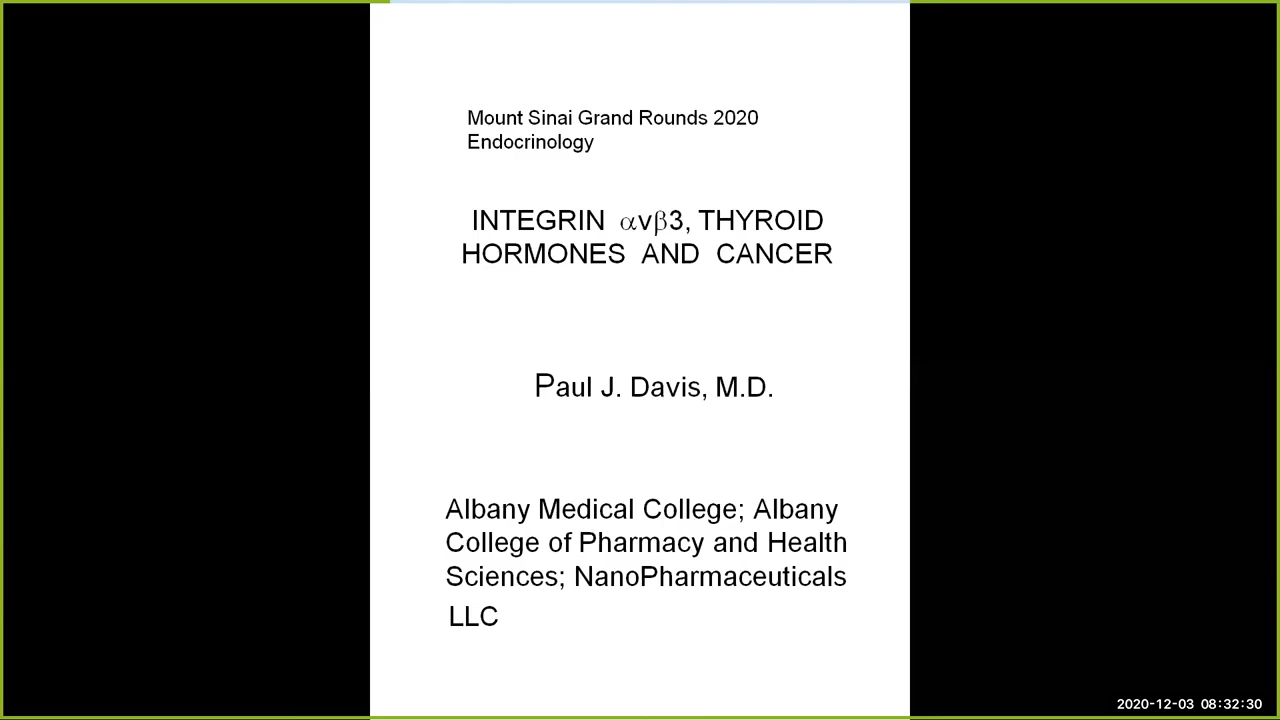 Mount Sinai Grand Rounds 2020
Endocrinology
INTEGRIN αvβ3, THYROID
HORMONES AND CANCER
Paul J. Davis, M.D.
Albany Medical College; Albany
College of Pharmacy and Health
Sciences; NanoPharmaceuticals
LLC
2020-12-03 08:32:30